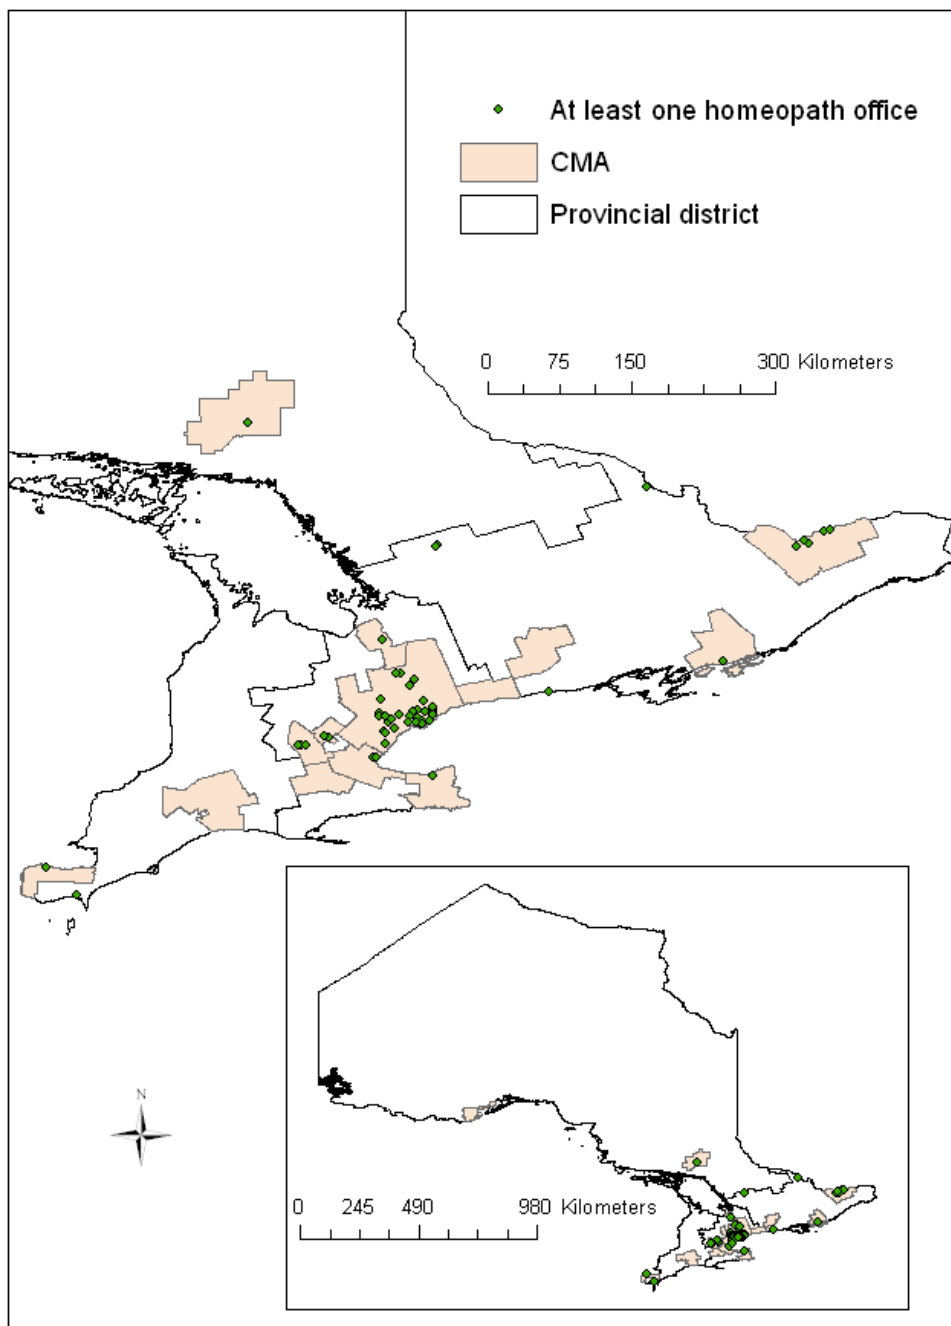 At least one homeopath office
CMA
Provincial district
0 75 150 300 Kilometers
N
0 245 490 980 Kilometers